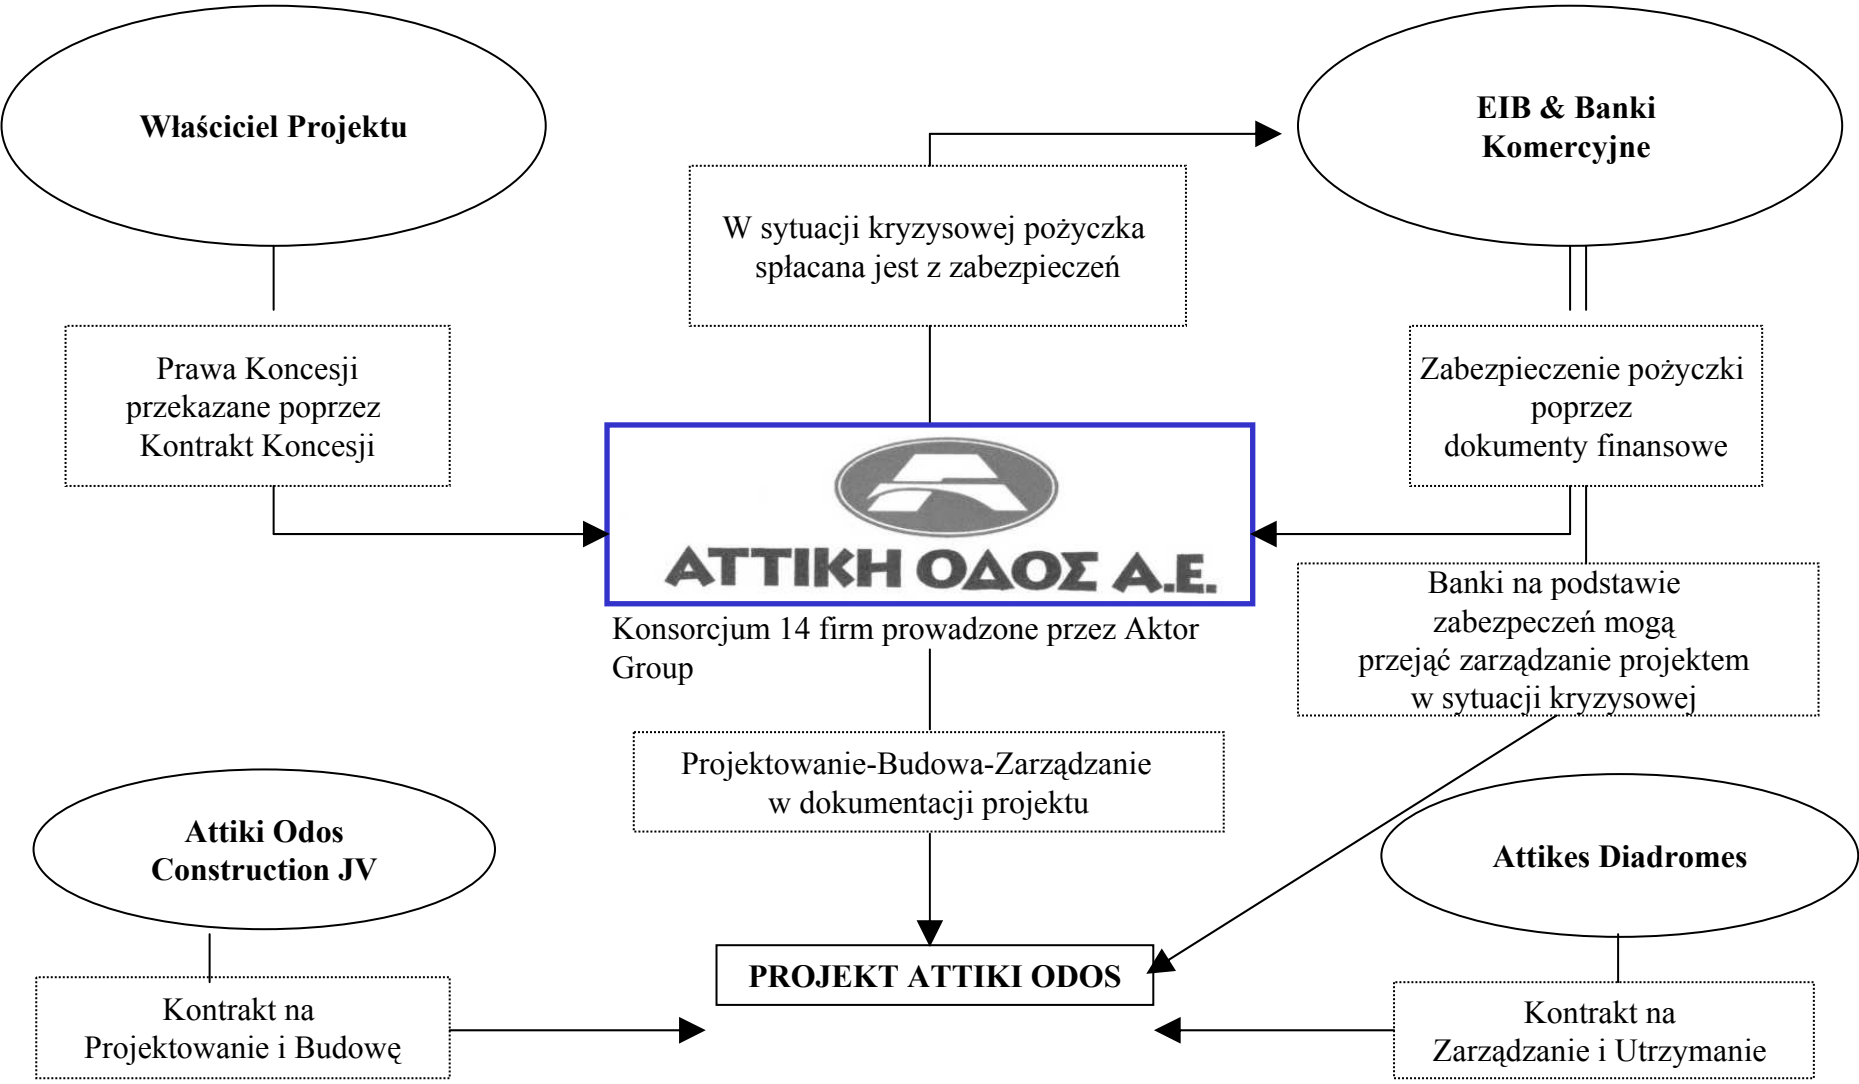 Właściciel Projektu
EIB & Banki
Komercyjne
W sytuacji kryzysowej pożyczka
spłacana jest z zabezpieczeń
Prawa Koncesji
przekazane poprzez
Kontrakt Koncesji
Zabezpieczenie pożyczki
poprzez
dokumenty finansowe
ΑΤΤΙΚΗ ΟΔΟΣ Α.Ε.
Konsorcjum 14 firm prowadzone przez Aktor
Group
Banki na podstawie
zabezpeczeń mogą
przejąć zarządzanie projektem
w sytuacji kryzysowej
Projektowanie-Budowa-Zarządzanie
w dokumentacji projektu
Attiki Odos
Construction JV
Attikes Diadromes
PROJEKT ATTIKI ODOS
Kontrakt na
Projektowanie i Budowę
Kontrakt na
Zarządzanie i Utrzymanie